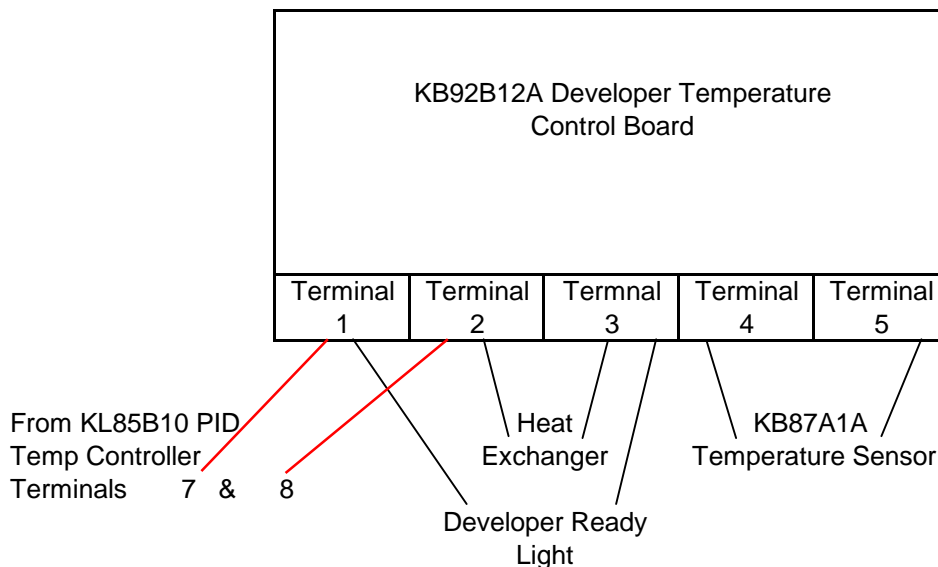 KB92B12A Developer Temperature
Control Board
Terminal Terminal Termnal Terminal Terminal
1 2 3 4 5
From KL85B10 PID
Temp Controller
Terminals 7 & 8
Heat
Exchanger
KB87A1A
Temperature Sensor
Developer Ready
Light